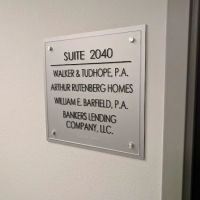 SUITE 2040
WALKER & TUDHOPE, P.A.
ARTHUR RUTENBERG HOMES
WILLIAM E. BARFIELD, P.A.
BANKERS LENDING
COMPANY, LLC.